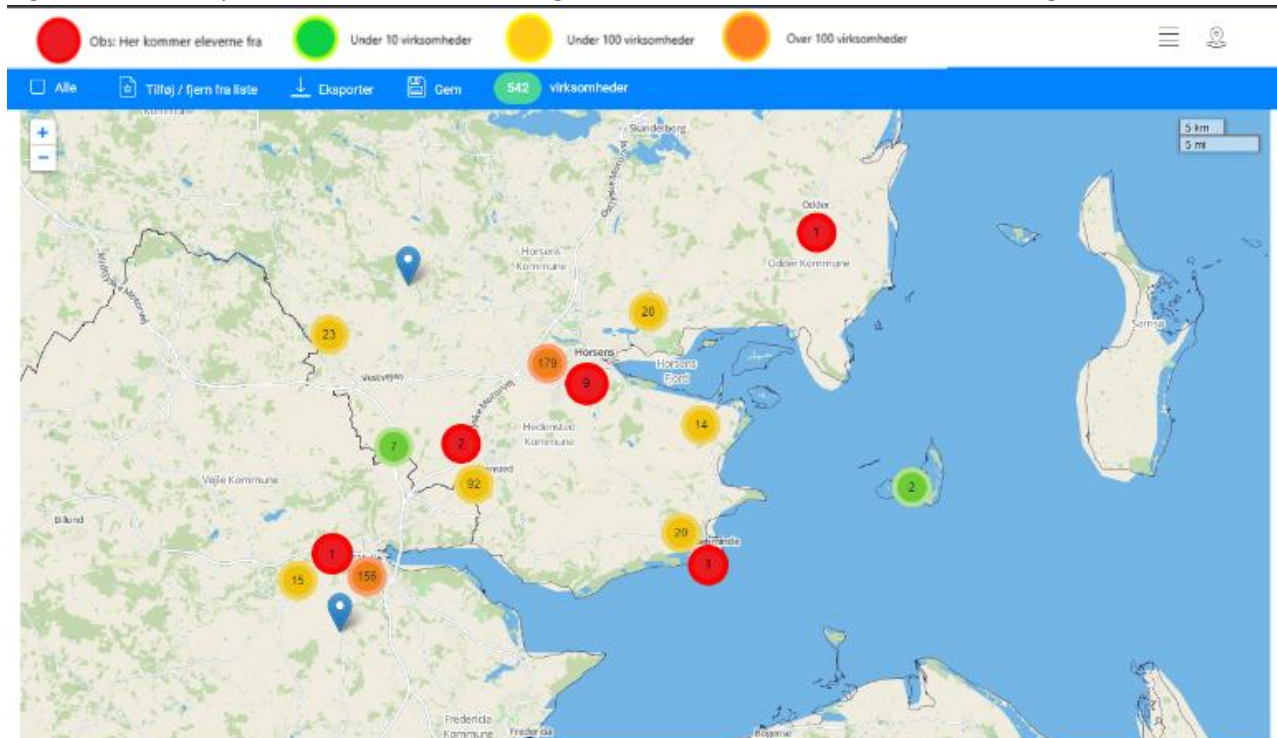 Obs: Her kommer eleverne fra
Under 10 virksomheder
Under 100 virksomheder
Over 100 virksomheder
Alle
Tilføj / fjern fra liste
Eksporter
Gem
542
virksomheder
+
−
5 km
5 mi
Skanderborg
Odder
1
Odder Kommune
Horsens
Kommune
Samsø
20
23
Horsens
179
9
Horsens
Fjord
Vestvejen
14
Hedensted
Kommune
2
7
92
Vejle Kommune
2
Billund
20
1
1
15
156
Fredericia
Kommune
Fredericia
Bogense